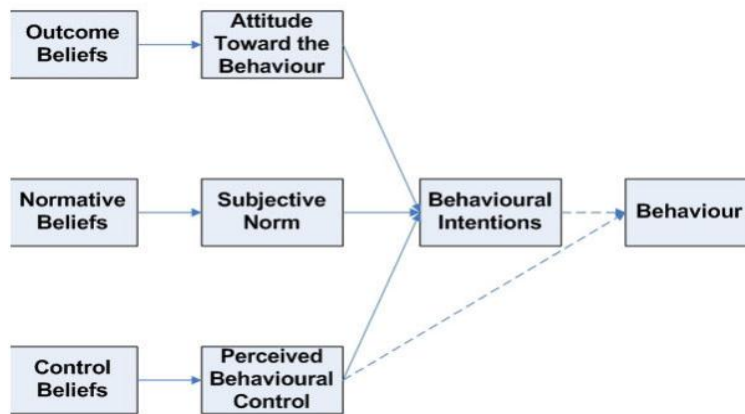 Outcome
Beliefs
Attitude
Toward the
Behaviour
Normative
Beliefs
Subjective
Norm
Behavioural
Intentions
Behaviour
Control
Beliefs
Perceived
Behavioural
Control